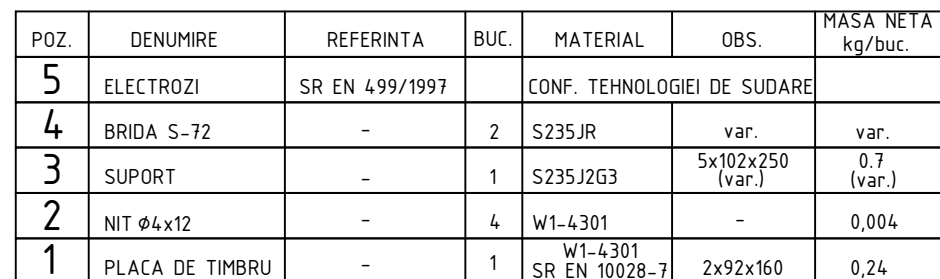 POZ. DENUMIRE REFERINTA BUC. MATERIAL OBS. MASA NETA kg/buc.
5 ELECTROZI SR EN 499/1997 CONF. TEHNOLOGIEI DE SUDARE
4 BRIDA S-72 - 2 S235JR var. var.
3 SUPORT - 1 S235J2G3 5x102x250 (var.) 0.7 (var.)
2 NIT Ø4x12 - 4 W1-4301 - 0,004
1 PLACA DE TIMBRU - 1 W1-4301 SR EN 10028-7 2x92x160 0,24